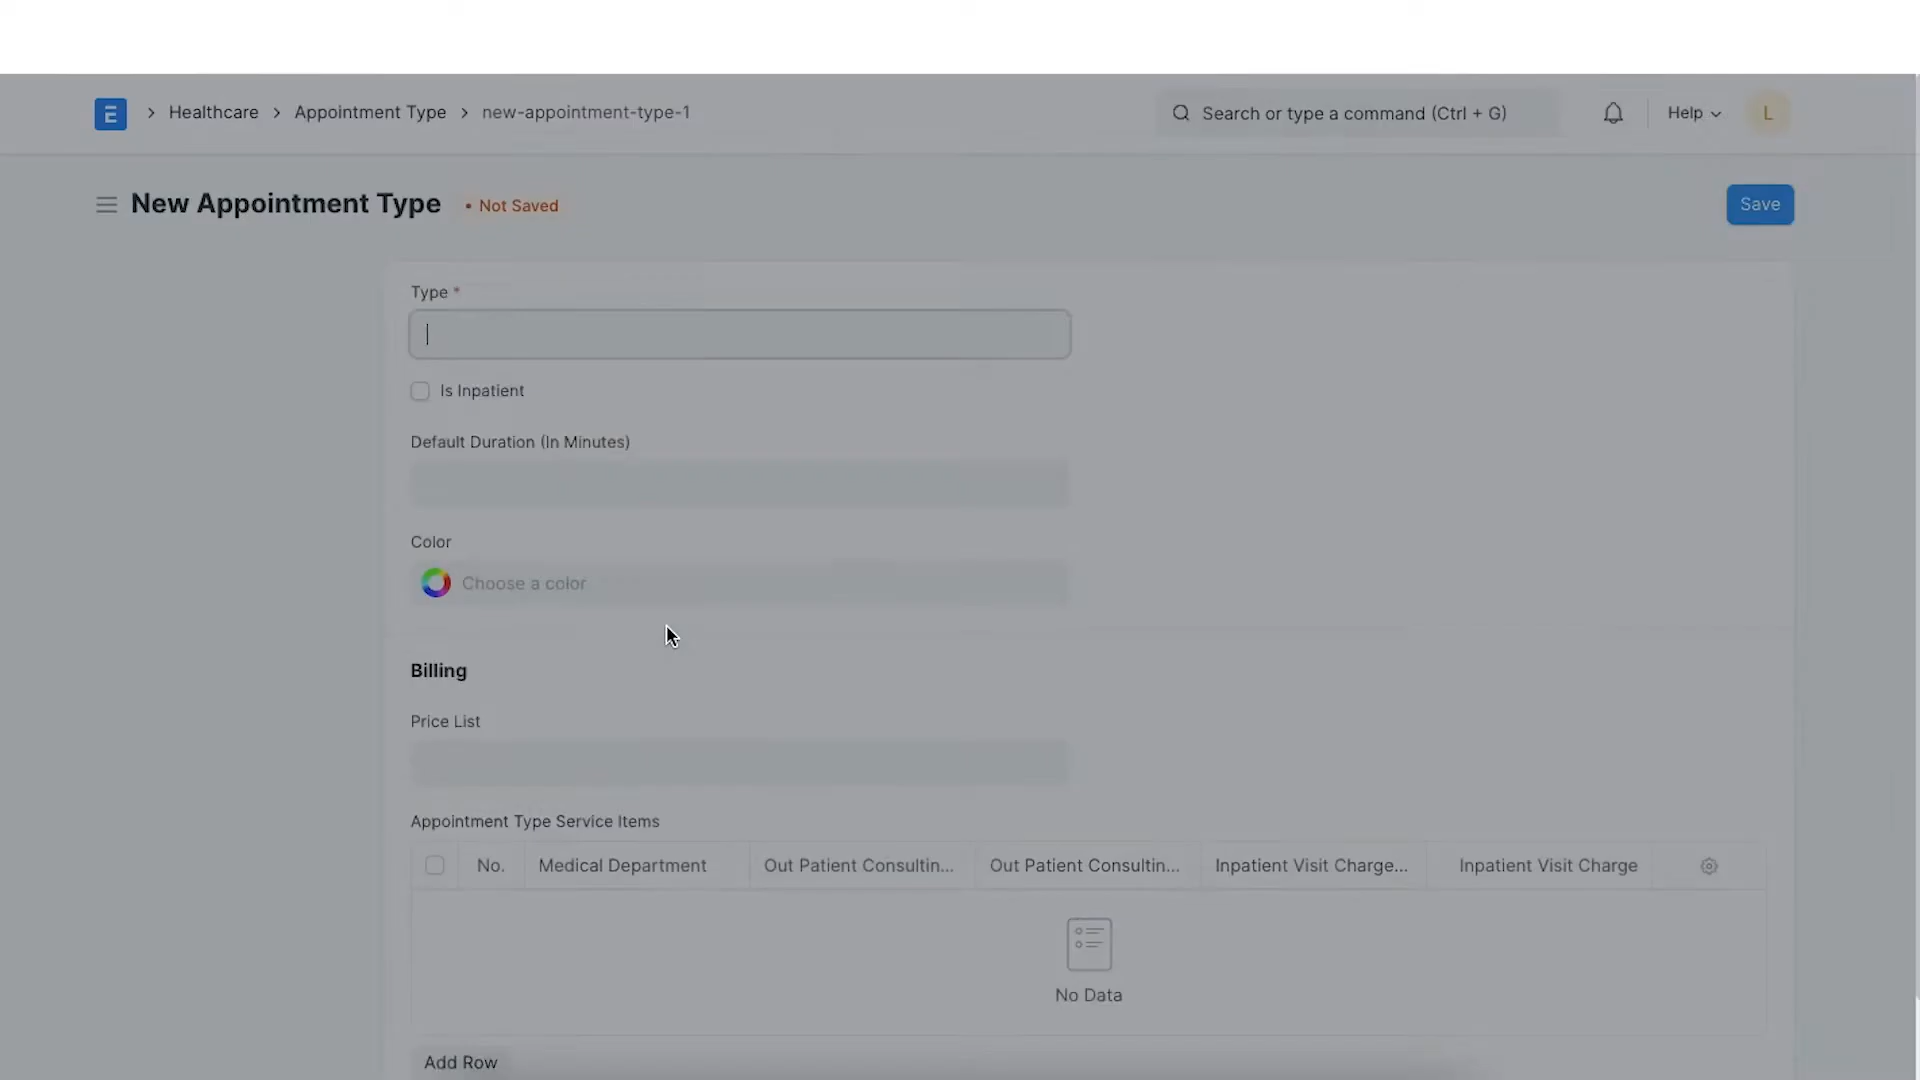 Healthcare > Appointment Type > new-appointment-type-1
Search or type a command (Ctrl + G)
Help
L
New Appointment Type
• Not Saved
Save
Type *
Is Inpatient
Default Duration (In Minutes)
Color
Choose a color
Billing
Price List
Appointment Type Service Items
No. Medical Department Out Patient Consultin... Out Patient Consultin... Inpatient Visit Charge... Inpatient Visit Charge
No Data
Add Row